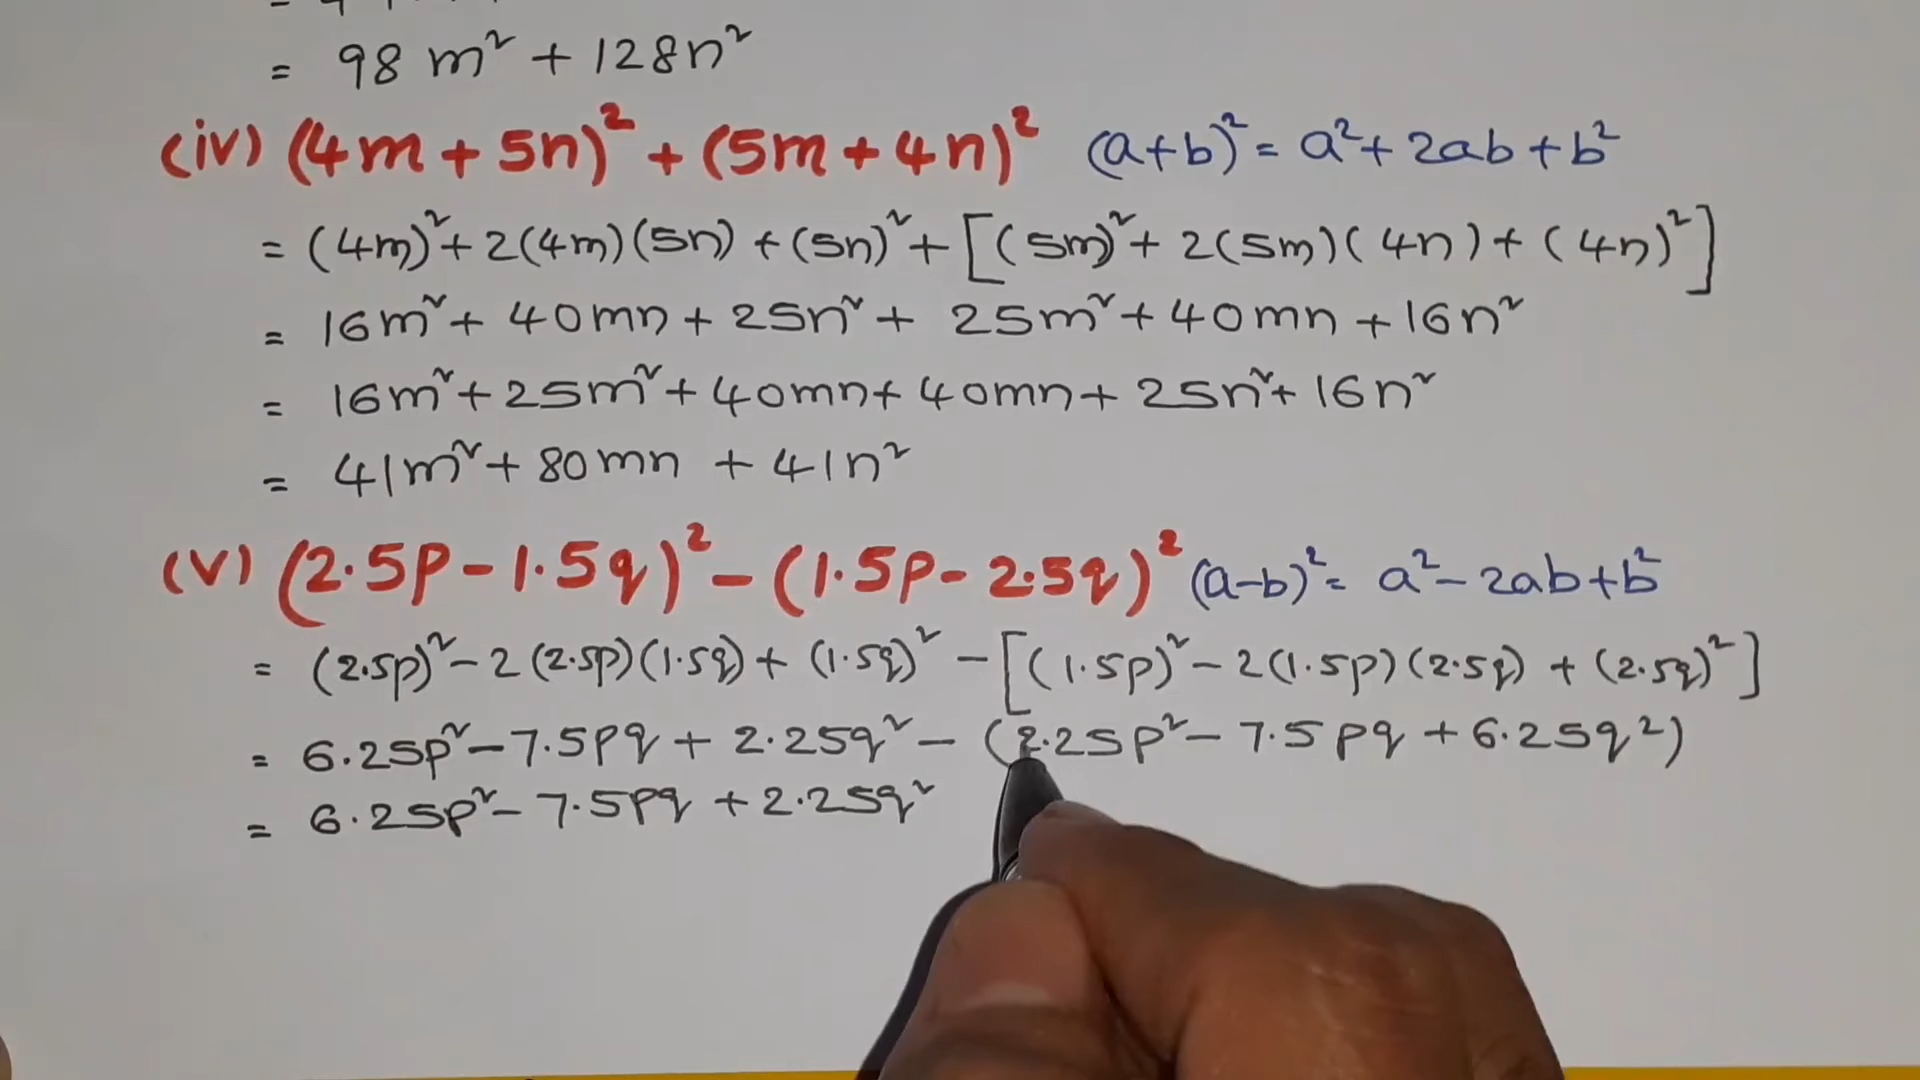 = 98 m² + 128n²
(iv) (4m + 5n)² + (5m + 4n)² (a+b)² = a² + 2ab + b²
= (4m)² + 2(4m)(5n) + (5n)² + [(5m)² + 2(5m)(4n) + (4n)²]
= 16m² + 40mn + 25n² + 25m² + 40mn + 16n²
= 16m² + 25m² + 40mn + 40mn + 25n² + 16n²
= 41m² + 80mn + 41n²
(v) (2.5p - 1.5q)² - (1.5p - 2.5q)² (a-b)² = a² - 2ab + b²
= (2.5p)² - 2(2.5p)(1.5q) + (1.5q)² - [(1.5p)² - 2(1.5p)(2.5q) + (2.5q)²]
= 6.25p² - 7.5pq + 2.25q² - (2.25p² - 7.5pq + 6.25q²)
= 6.25p² - 7.5pq + 2.25q²